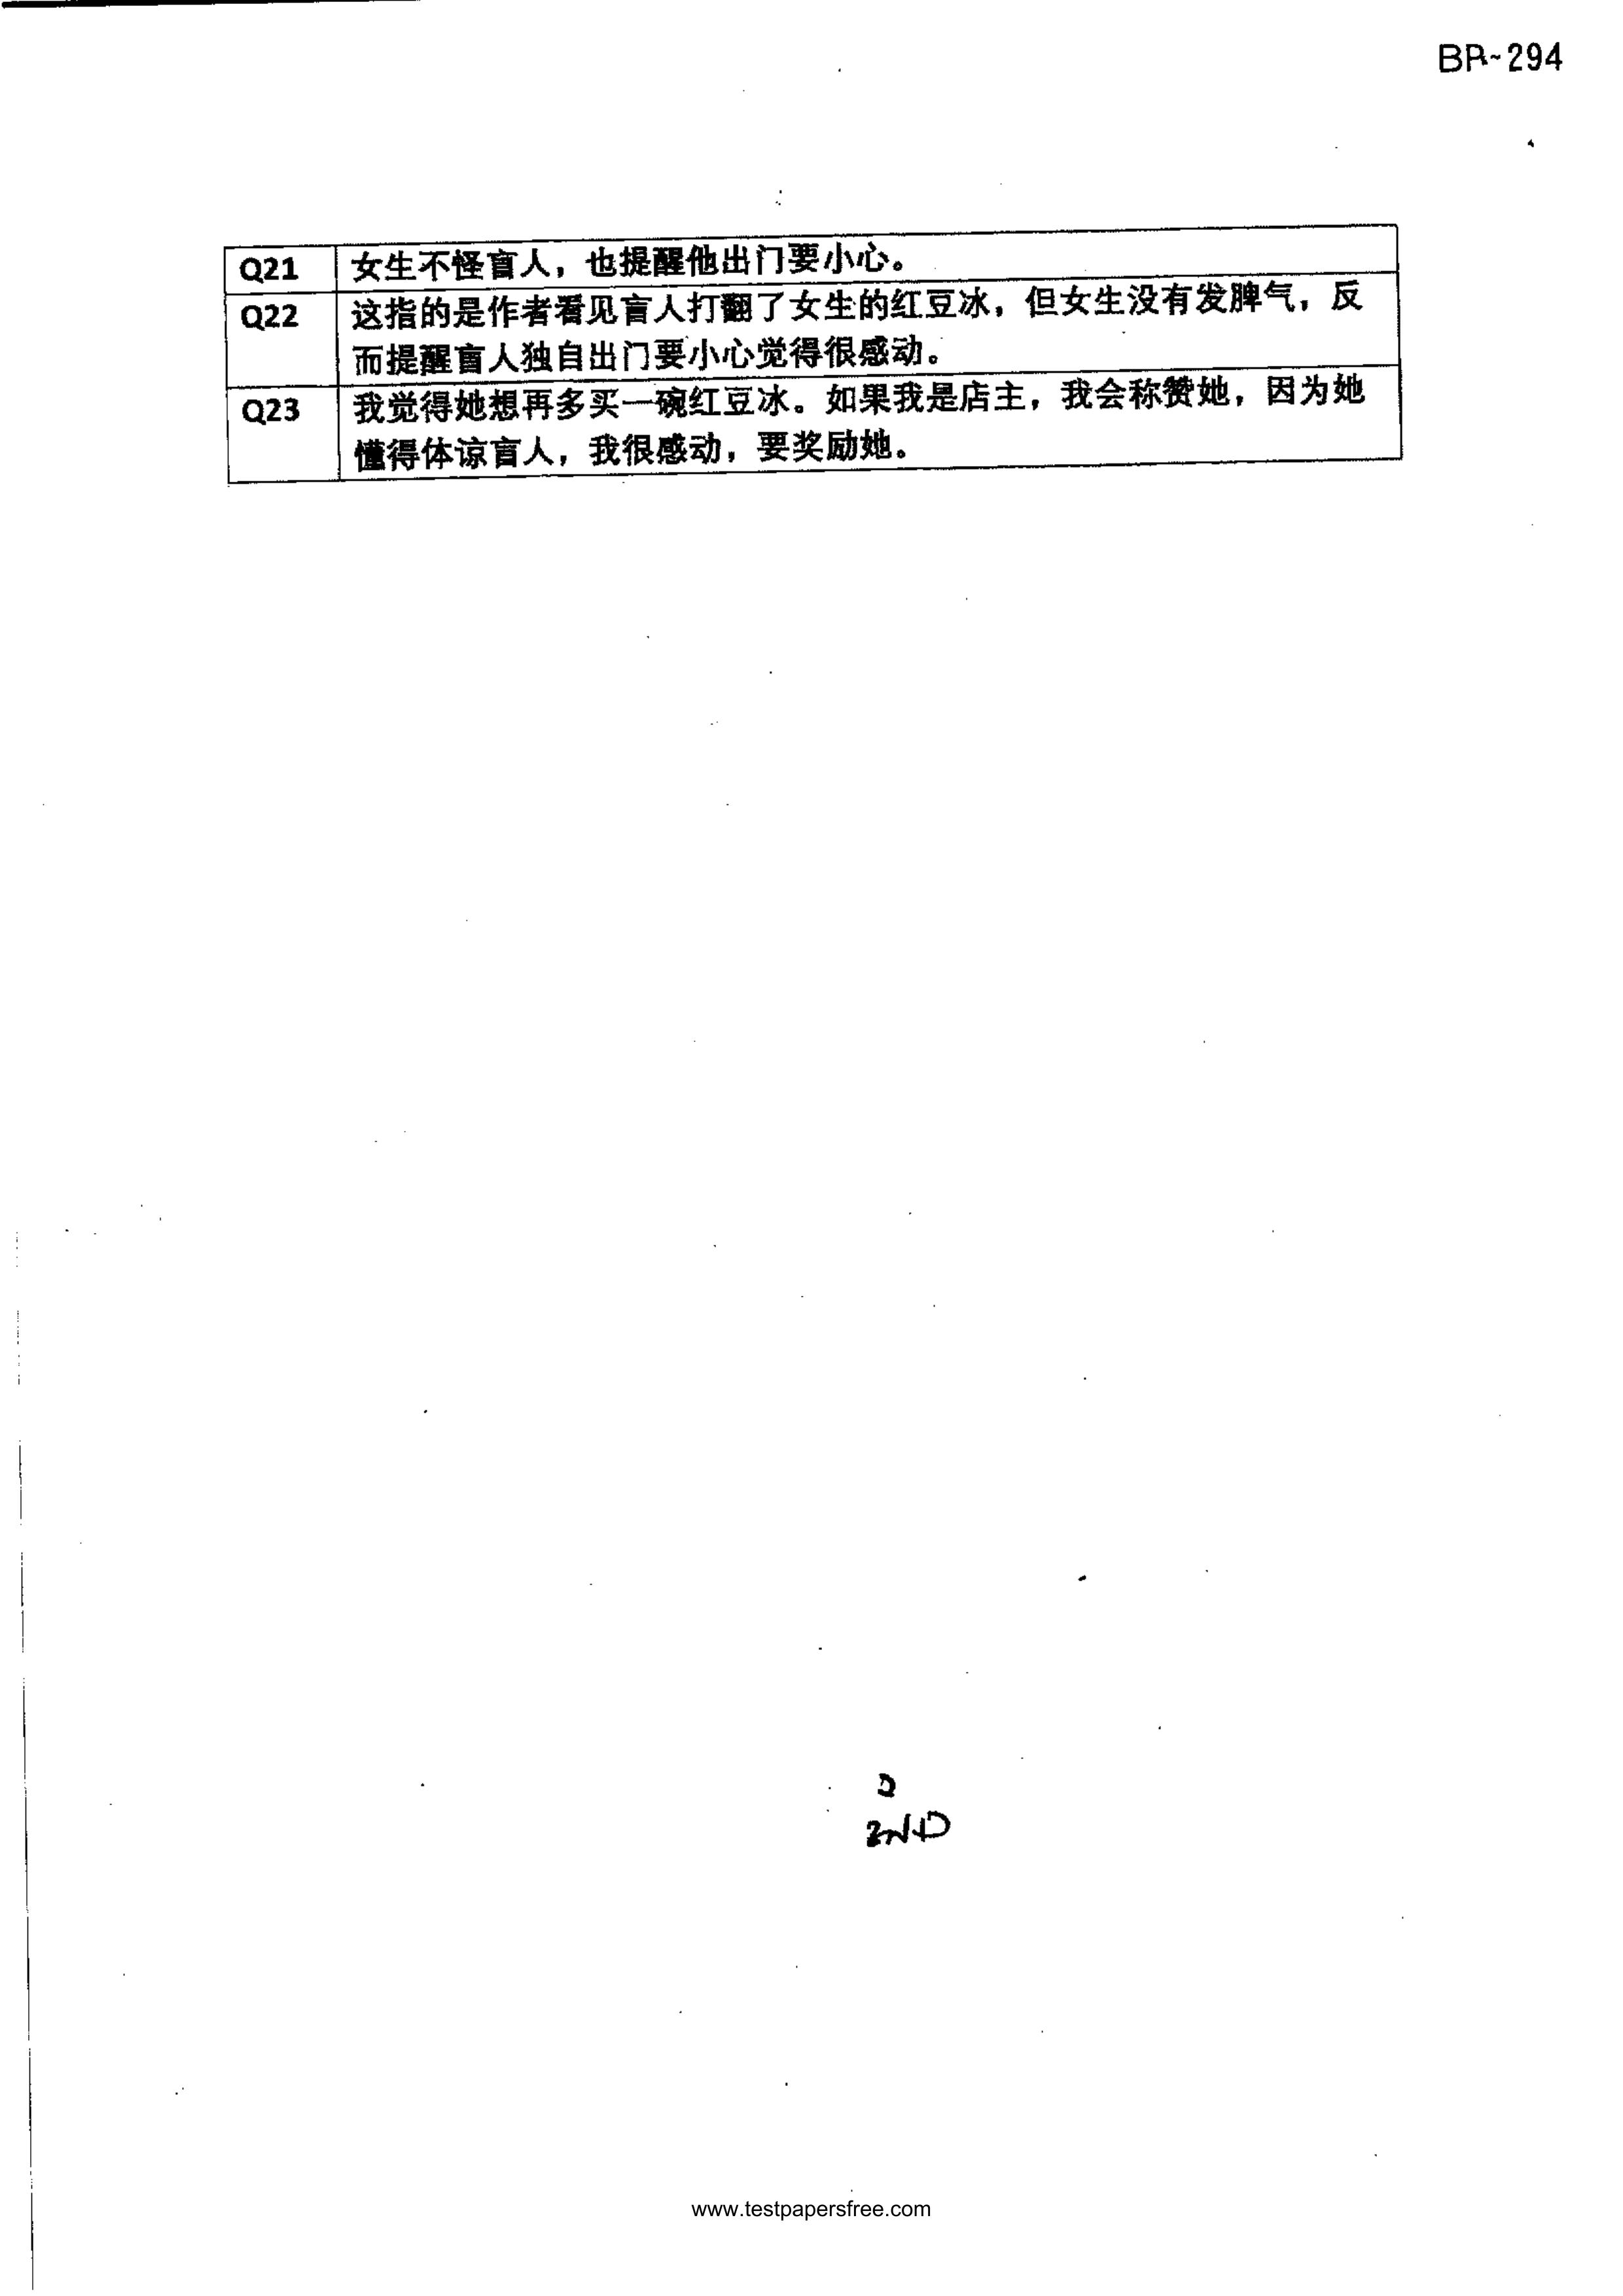 BP-294
Q21 女生不怪盲人，也提醒他出门要小心。
Q22 这指的是作者看见盲人打翻了女生的红豆冰，但女生没有发脾气，反
而提醒盲人独自出门要小心觉得很感动。
Q23 我觉得她想再多买一碗红豆冰。如果我是店主，我会称赞她，因为她
懂得体谅盲人，我很感动，要奖励她。
2ND
www.testpapersfree.com